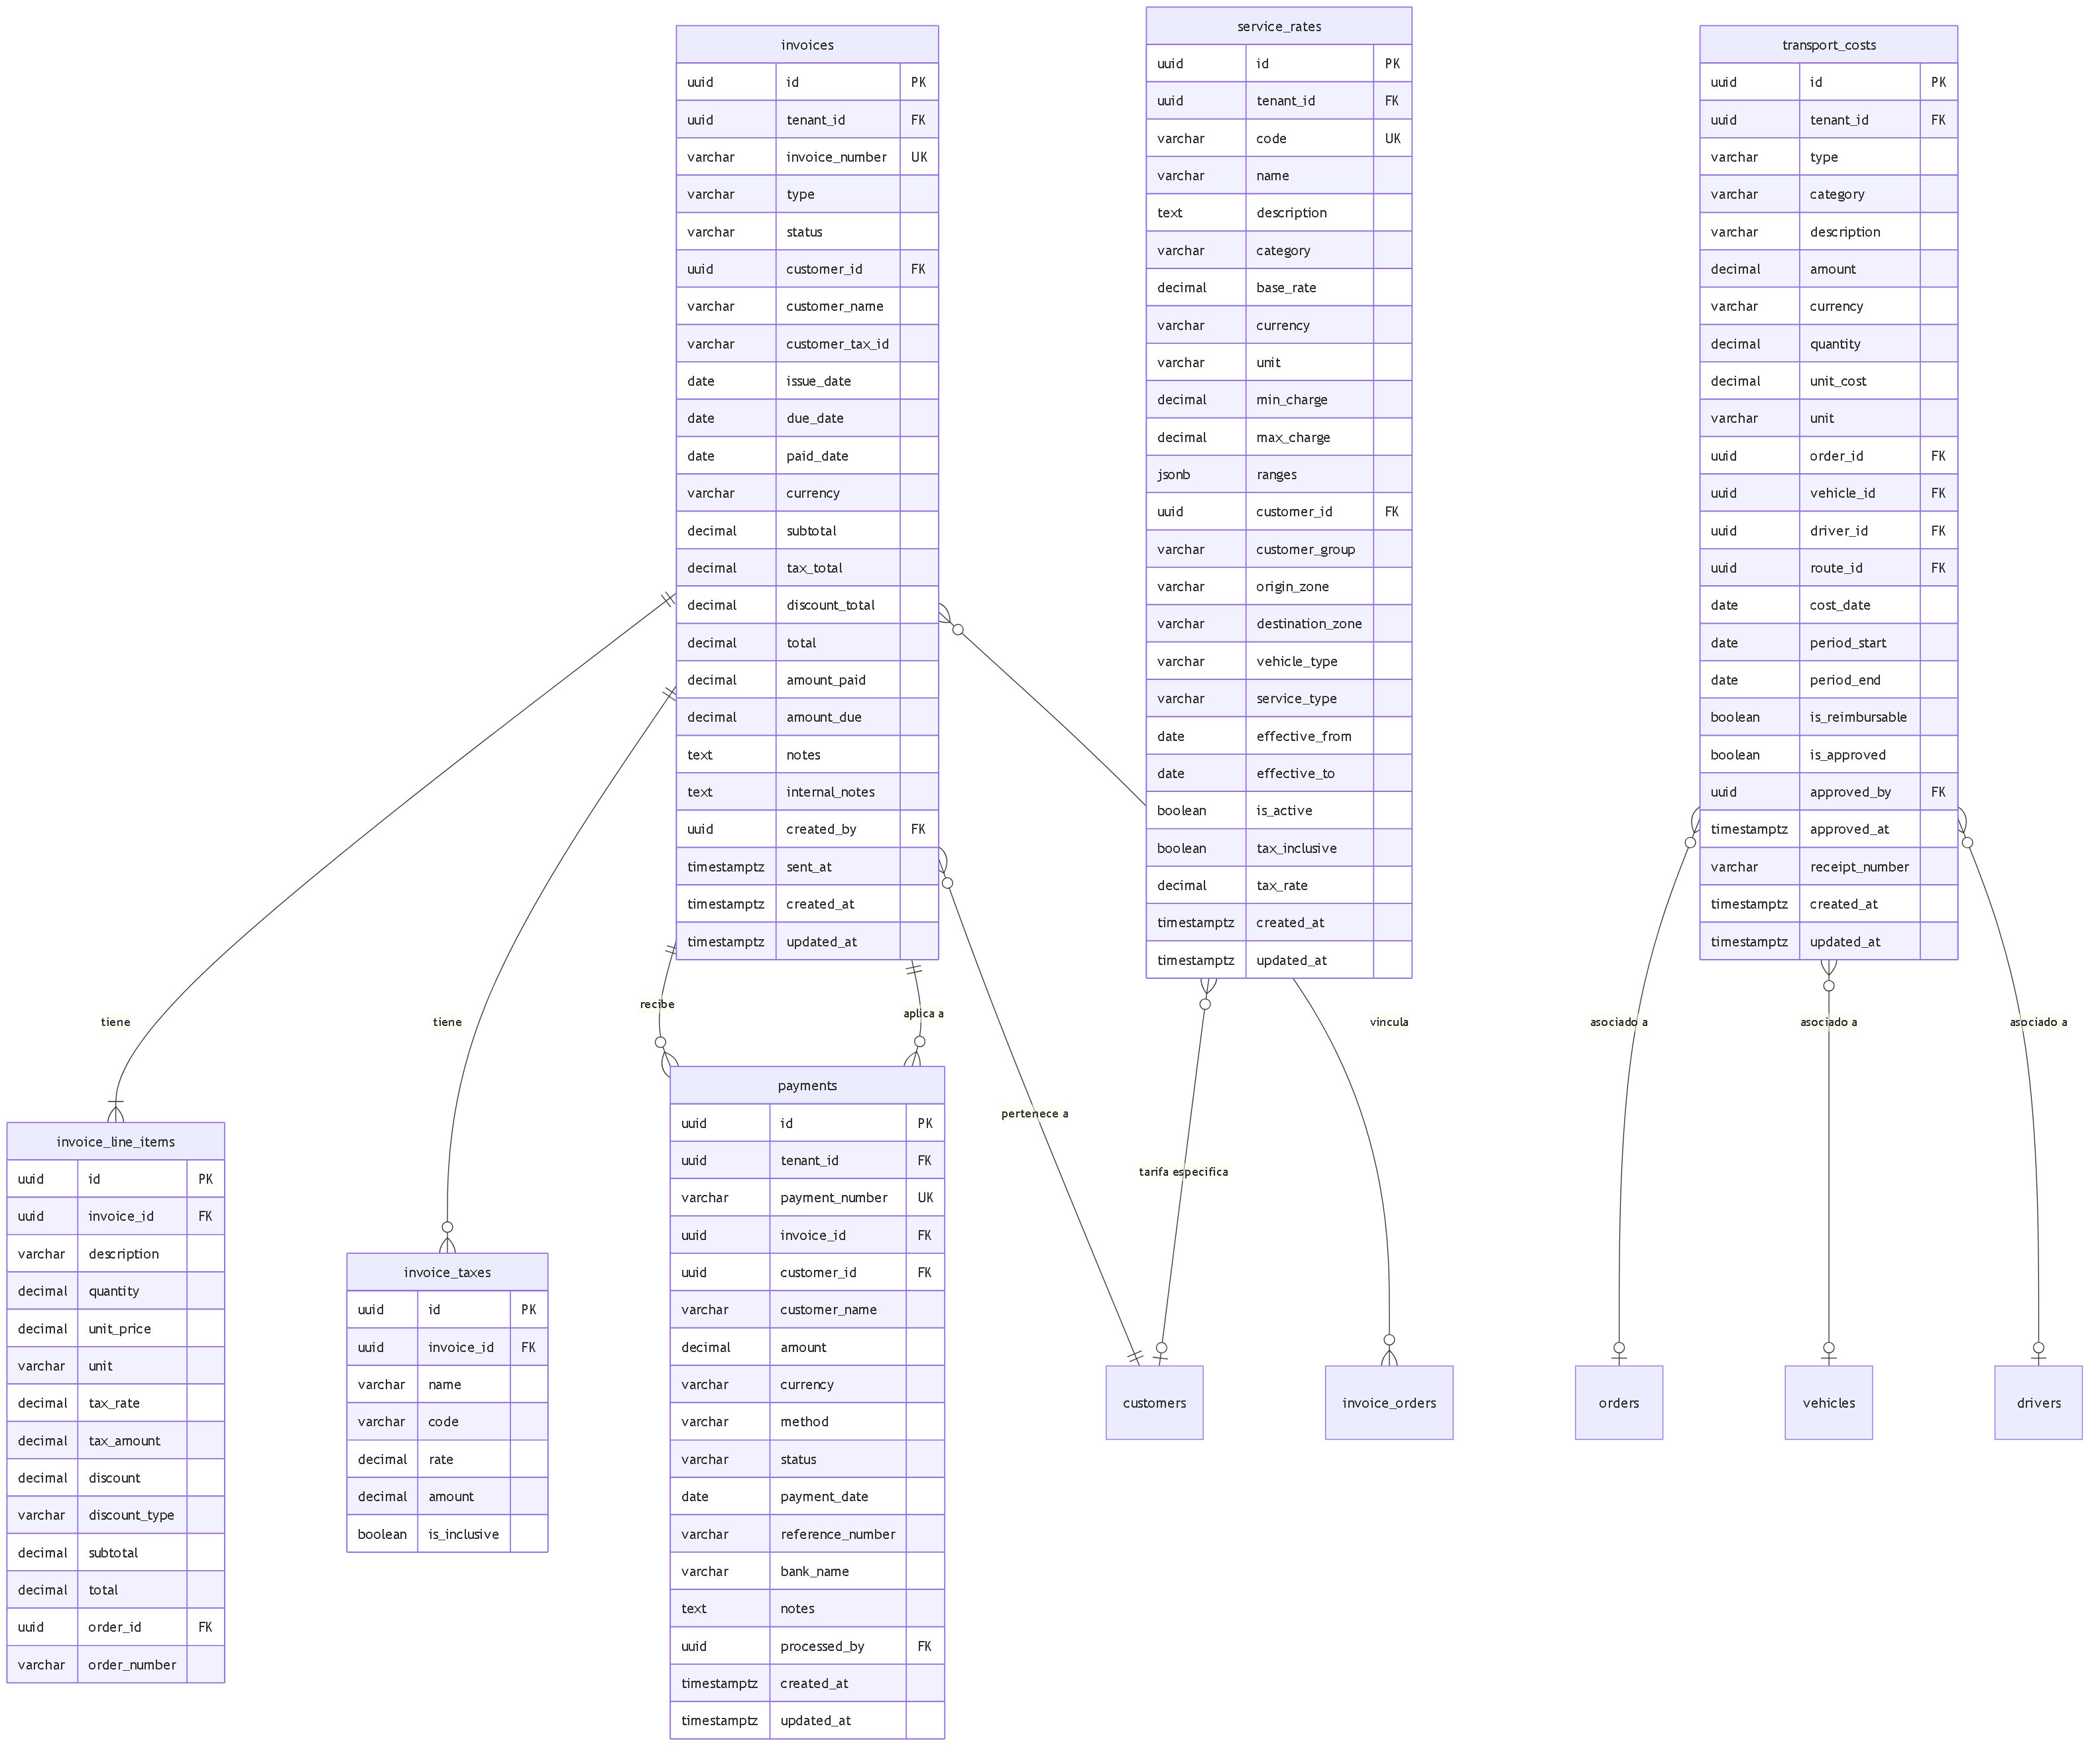 invoices
uuid id PK
uuid tenant_id FK
varchar invoice_number UK
varchar type
varchar status
uuid customer_id FK
varchar customer_name
varchar customer_tax_id
date issue_date
date due_date
date paid_date
varchar currency
decimal subtotal
decimal tax_total
decimal discount_total
decimal total
decimal amount_paid
decimal amount_due
text notes
text internal_notes
uuid created_by FK
timestamptz sent_at
timestamptz created_at
timestamptz updated_at
service_rates
uuid id PK
uuid tenant_id FK
varchar code UK
varchar name
text description
varchar category
decimal base_rate
varchar currency
varchar unit
decimal min_charge
decimal max_charge
jsonb ranges
uuid customer_id FK
varchar customer_group
varchar origin_zone
varchar destination_zone
varchar vehicle_type
varchar service_type
date effective_from
date effective_to
boolean is_active
boolean tax_inclusive
decimal tax_rate
timestamptz created_at
timestamptz updated_at
transport_costs
uuid id PK
uuid tenant_id FK
varchar type
varchar category
varchar description
decimal amount
varchar currency
decimal quantity
decimal unit_cost
varchar unit
uuid order_id FK
uuid vehicle_id FK
uuid driver_id FK
uuid route_id FK
date cost_date
date period_start
date period_end
boolean is_reimbursable
boolean is_approved
uuid approved_by FK
timestamptz approved_at
varchar receipt_number
timestamptz created_at
timestamptz updated_at
tiene
tiene
recibe
aplica a
pertenece a
tarifa especifica
vincula
asociado a
asociado a
asociado a
invoice_line_items
uuid id PK
uuid invoice_id FK
varchar description
decimal quantity
decimal unit_price
varchar unit
decimal tax_rate
decimal tax_amount
decimal discount
varchar discount_type
decimal subtotal
decimal total
uuid order_id FK
varchar order_number
invoice_taxes
uuid id PK
uuid invoice_id FK
varchar name
varchar code
decimal rate
decimal amount
boolean is_inclusive
payments
uuid id PK
uuid tenant_id FK
varchar payment_number UK
uuid invoice_id FK
uuid customer_id FK
varchar customer_name
decimal amount
varchar currency
varchar method
varchar status
date payment_date
varchar reference_number
varchar bank_name
text notes
uuid processed_by FK
timestamptz created_at
timestamptz updated_at
customers
invoice_orders
orders
vehicles
drivers